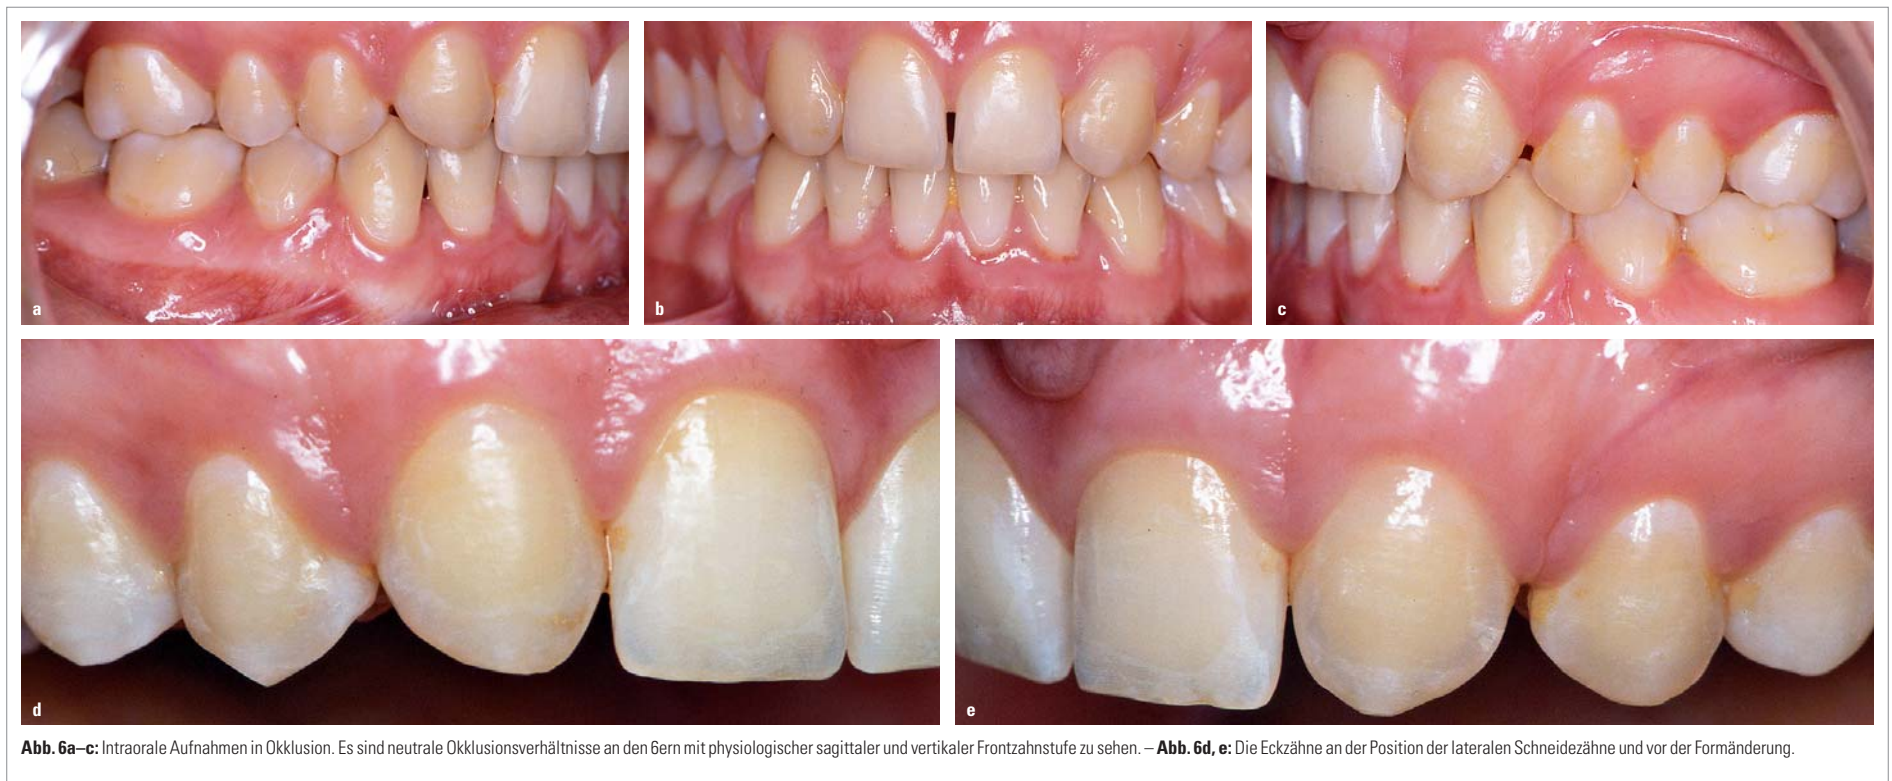 a
b
c
d
e
Abb. 6a–c: Intraorale Aufnahmen in Okklusion. Es sind neutrale Okklusionsverhältnisse an den 6ern mit physiologischer sagittaler und vertikaler Frontzahnstufe zu sehen. – Abb. 6d, e: Die Eckzähne an der Position der lateralen Schneidezähne und vor der Formänderung.